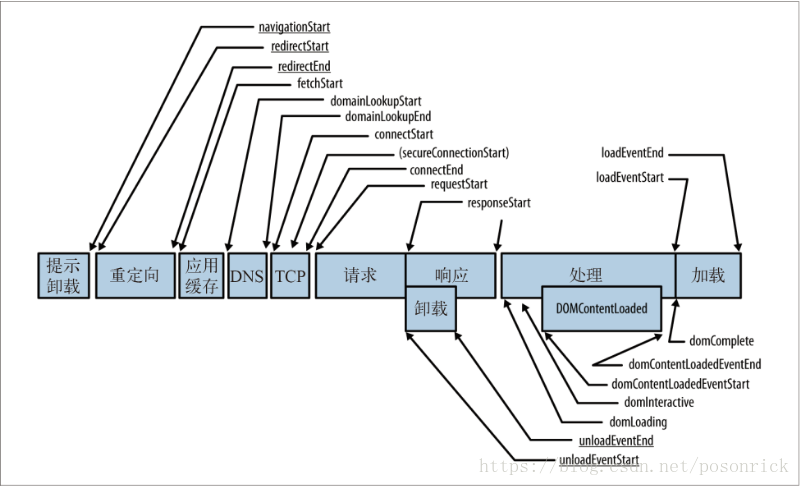 navigationStart
redirectStart
redirectEnd
fetchStart
domainLookupStart
domainLookupEnd
connectStart
(secureConnectionStart)
connectEnd
requestStart
responseStart
loadEventEnd
loadEventStart
提示
卸载
重定向
应用
缓存
DNS
TCP
请求
响应
处理
加载
卸载
DOMContentLoaded
domComplete
domContentLoadedEventEnd
domContentLoadedEventStart
domInteractive
domLoading
unloadEventEnd
unloadEventStart
https://blog.csdn.net/posonrick